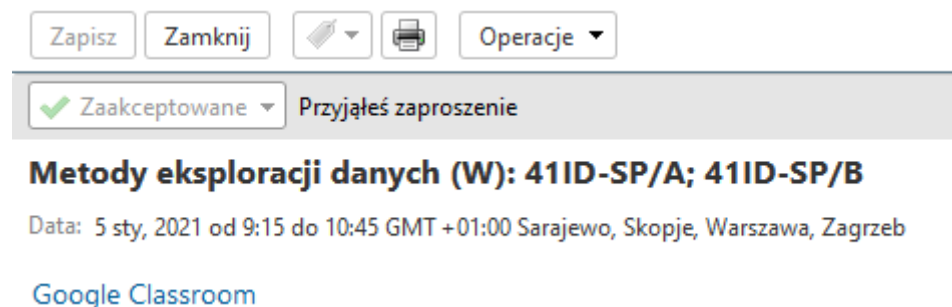 Zapisz Zamknij Operacje
Zaakceptowane Przyjąłeś zaproszenie
Metody eksploracji danych (W): 41ID-SP/A; 41ID-SP/B
Data: 5 sty, 2021 od 9:15 do 10:45 GMT +01:00 Sarajewo, Skopje, Warszawa, Zagrzeb
Google Classroom